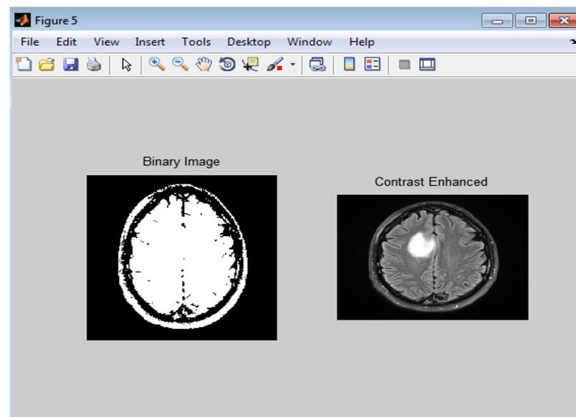 Figure 5
File Edit View Insert Tools Desktop Window Help
Binary Image
Contrast Enhanced